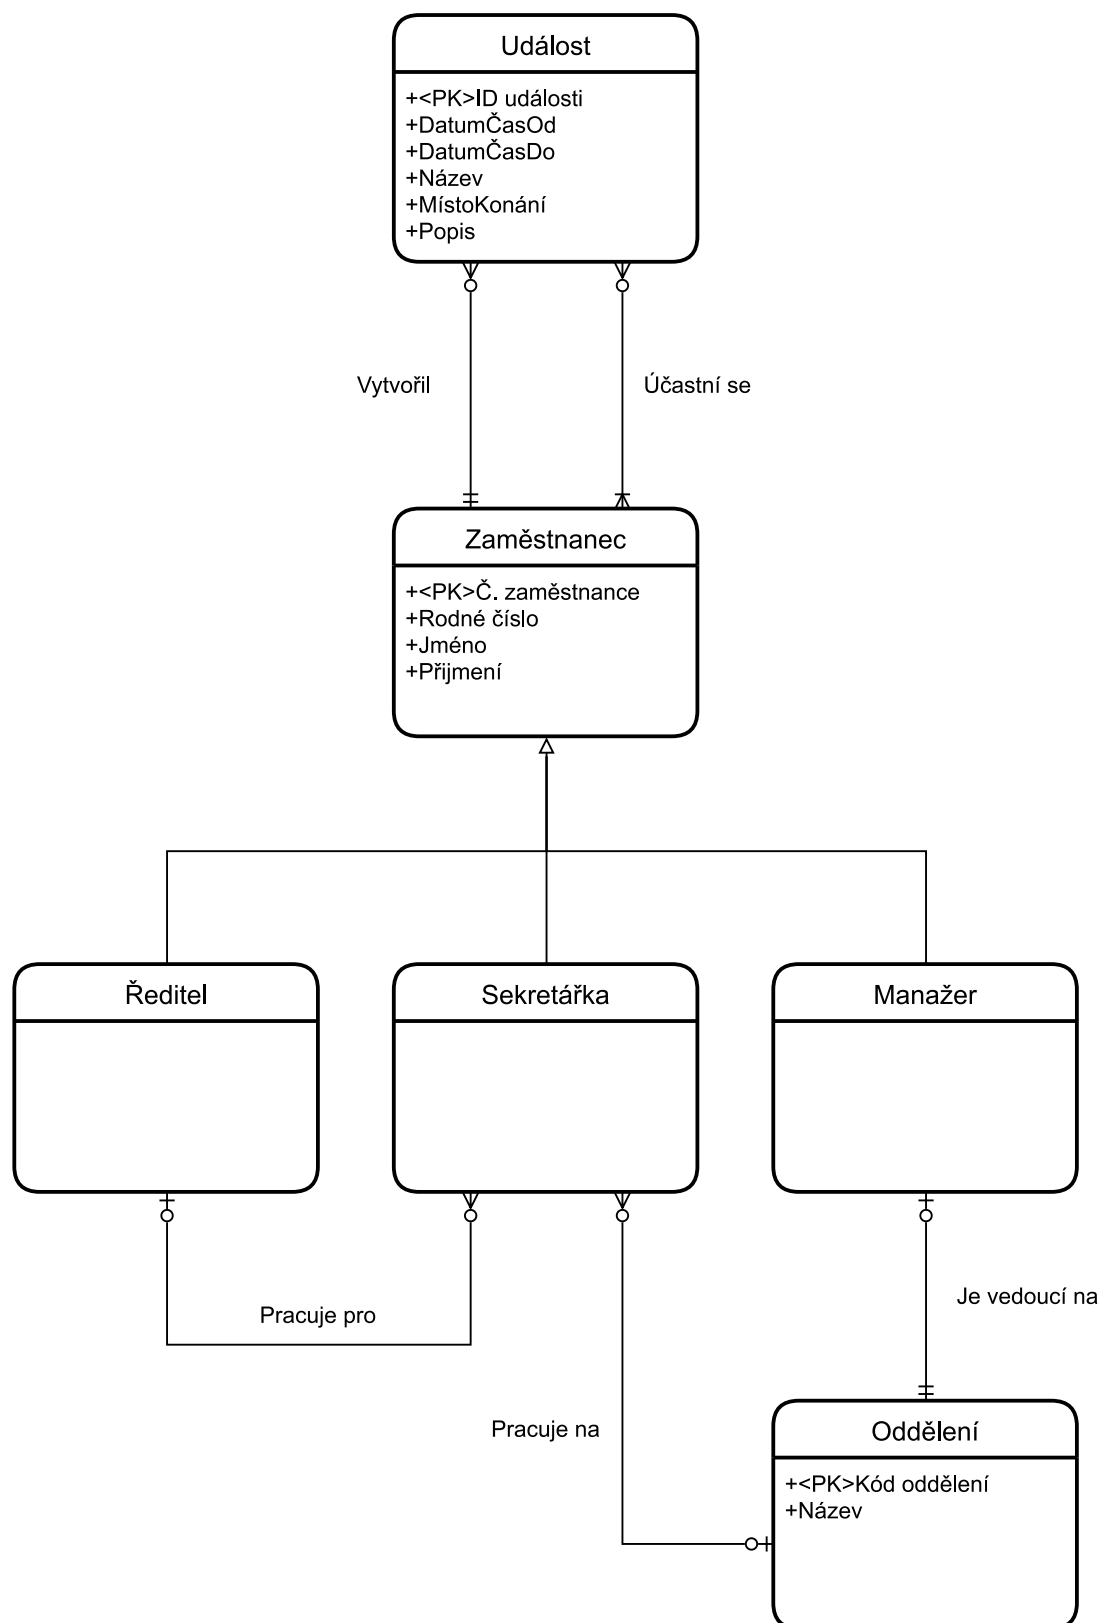 Událost
+<PK>ID události
+DatumČasOd
+DatumČasDo
+Název
+MístoKonání
+Popis
Vytvořil
Účastní se
Zaměstnanec
+<PK>Č. zaměstnance
+Rodné číslo
+Jméno
+Přijmení
Ředitel
Sekretářka
Manažer
Je vedoucí na
Pracuje pro
Pracuje na
Oddělení
+<PK>Kód oddělení
+Název